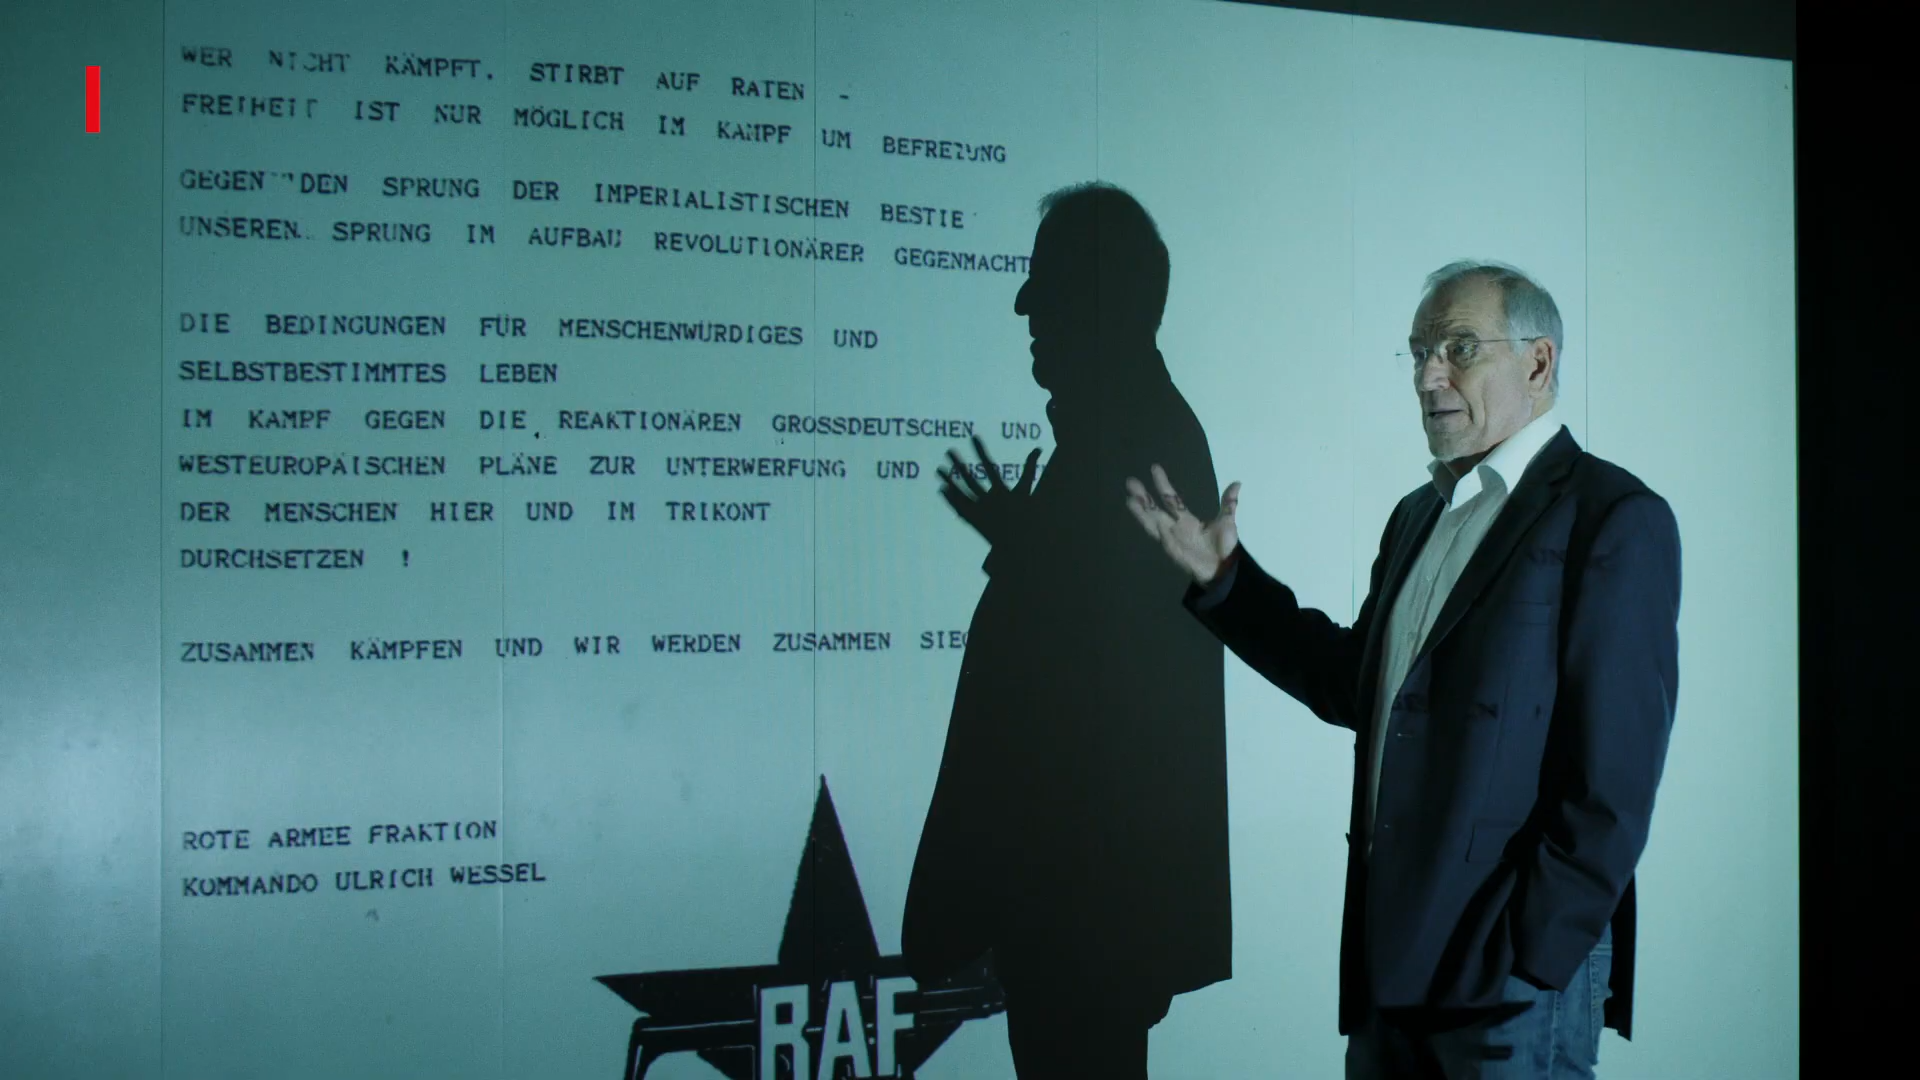 WER NICHT KÄMPFT, STIRBT AUF RATEN -
FREIHEIT IST NUR MÖGLICH IM KAMPF UM BEFREIUNG
GEGEN DEN SPRUNG DER IMPERIALISTISCHEN BESTIE
UNSEREN SPRUNG IM AUFBAU REVOLUTIONÄRER GEGENMACHT
DIE BEDINGUNGEN FÜR MENSCHENWÜRDIGES UND
SELBSTBESTIMMTES LEBEN
IM KAMPF GEGEN DIE REAKTIONÄREN GROSSDEUTSCHEN UND
WESTEUROPÄISCHEN PLÄNE ZUR UNTERWERFUNG UND
DER MENSCHEN HIER UND IM TRIKONT
DURCHSETZEN !
ZUSAMMEN KÄMPFEN UND WIR WERDEN ZUSAMMEN
ROTE ARMEE FRAKTION
KOMMANDO ULRICH WESSEL
RAF